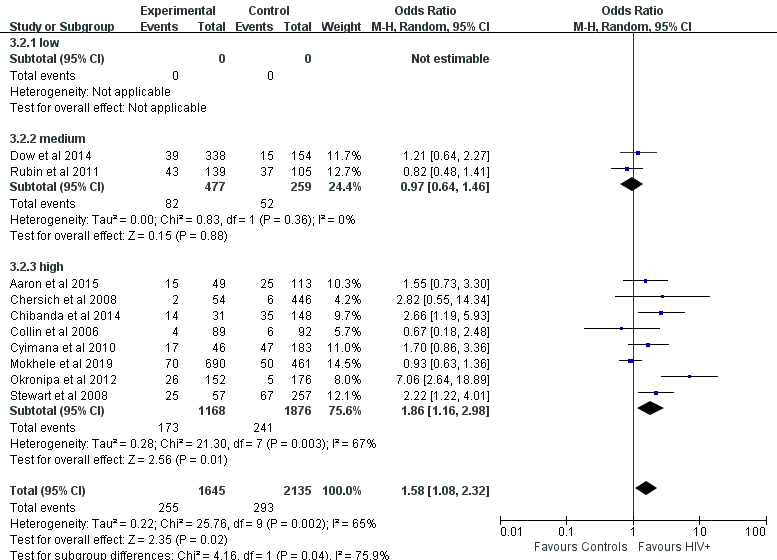 Experimental Control Odds Ratio Odds Ratio
Study or Subgroup Events Total Events Total Weight M-H, Random, 95% CI M-H, Random, 95% CI
3.2.1 low
Subtotal (95% CI) 0 0 Not estimable
Total events 0 0
Heterogeneity: Not applicable
Test for overall effect: Not applicable
3.2.2 medium
Dow et al 2014 39 338 15 154 11.7% 1.21 [0.64, 2.27]
Rubin et al 2011 43 139 37 105 12.7% 0.82 [0.48, 1.41]
Subtotal (95% CI) 477 259 24.4% 0.97 [0.64, 1.46]
Total events 82 52
Heterogeneity: Tau² = 0.00; Chi² = 0.83, df = 1 (P = 0.36); I² = 0%
Test for overall effect: Z = 0.15 (P = 0.88)
3.2.3 high
Aaron et al 2015 15 49 25 113 10.3% 1.55 [0.73, 3.30]
Chersich et al 2008 2 54 6 446 4.2% 2.82 [0.55, 14.34]
Chibanda et al 2014 14 31 35 148 9.7% 2.66 [1.19, 5.93]
Collin et al 2006 4 89 6 92 5.7% 0.67 [0.18, 2.48]
Cyimana et al 2010 17 46 47 183 11.0% 1.70 [0.86, 3.36]
Mokhele et al 2019 70 690 50 461 14.5% 0.93 [0.63, 1.36]
Okronipa et al 2012 26 152 5 176 8.0% 7.06 [2.64, 18.89]
Stewart et al 2008 25 57 67 257 12.1% 2.22 [1.22, 4.01]
Subtotal (95% CI) 1168 1876 75.6% 1.86 [1.16, 2.98]
Total events 173 241
Heterogeneity: Tau² = 0.28; Chi² = 21.30, df = 7 (P = 0.003); I² = 67%
Test for overall effect: Z = 2.56 (P = 0.01)
Total (95% CI) 1645 2135 100.0% 1.58 [1.08, 2.32]
Total events 255 293
Heterogeneity: Tau² = 0.22; Chi² = 25.76, df = 9 (P = 0.002); I² = 65%
Test for overall effect: Z = 2.35 (P = 0.02)
Test for subgroup differences: Chi² = 4.16, df = 1 (P = 0.04), I² = 75.9%
0.01 0.1 1 10 100
Favours Controls Favours HIV+